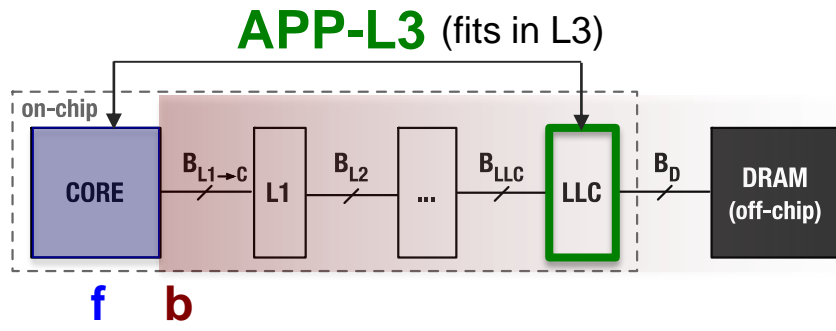 APP-L3 (fits in L3)
on-chip
CORE
B_L1→C
L1
B_L2
...
B_LLC
LLC
B_D
DRAM
(off-chip)
f
b